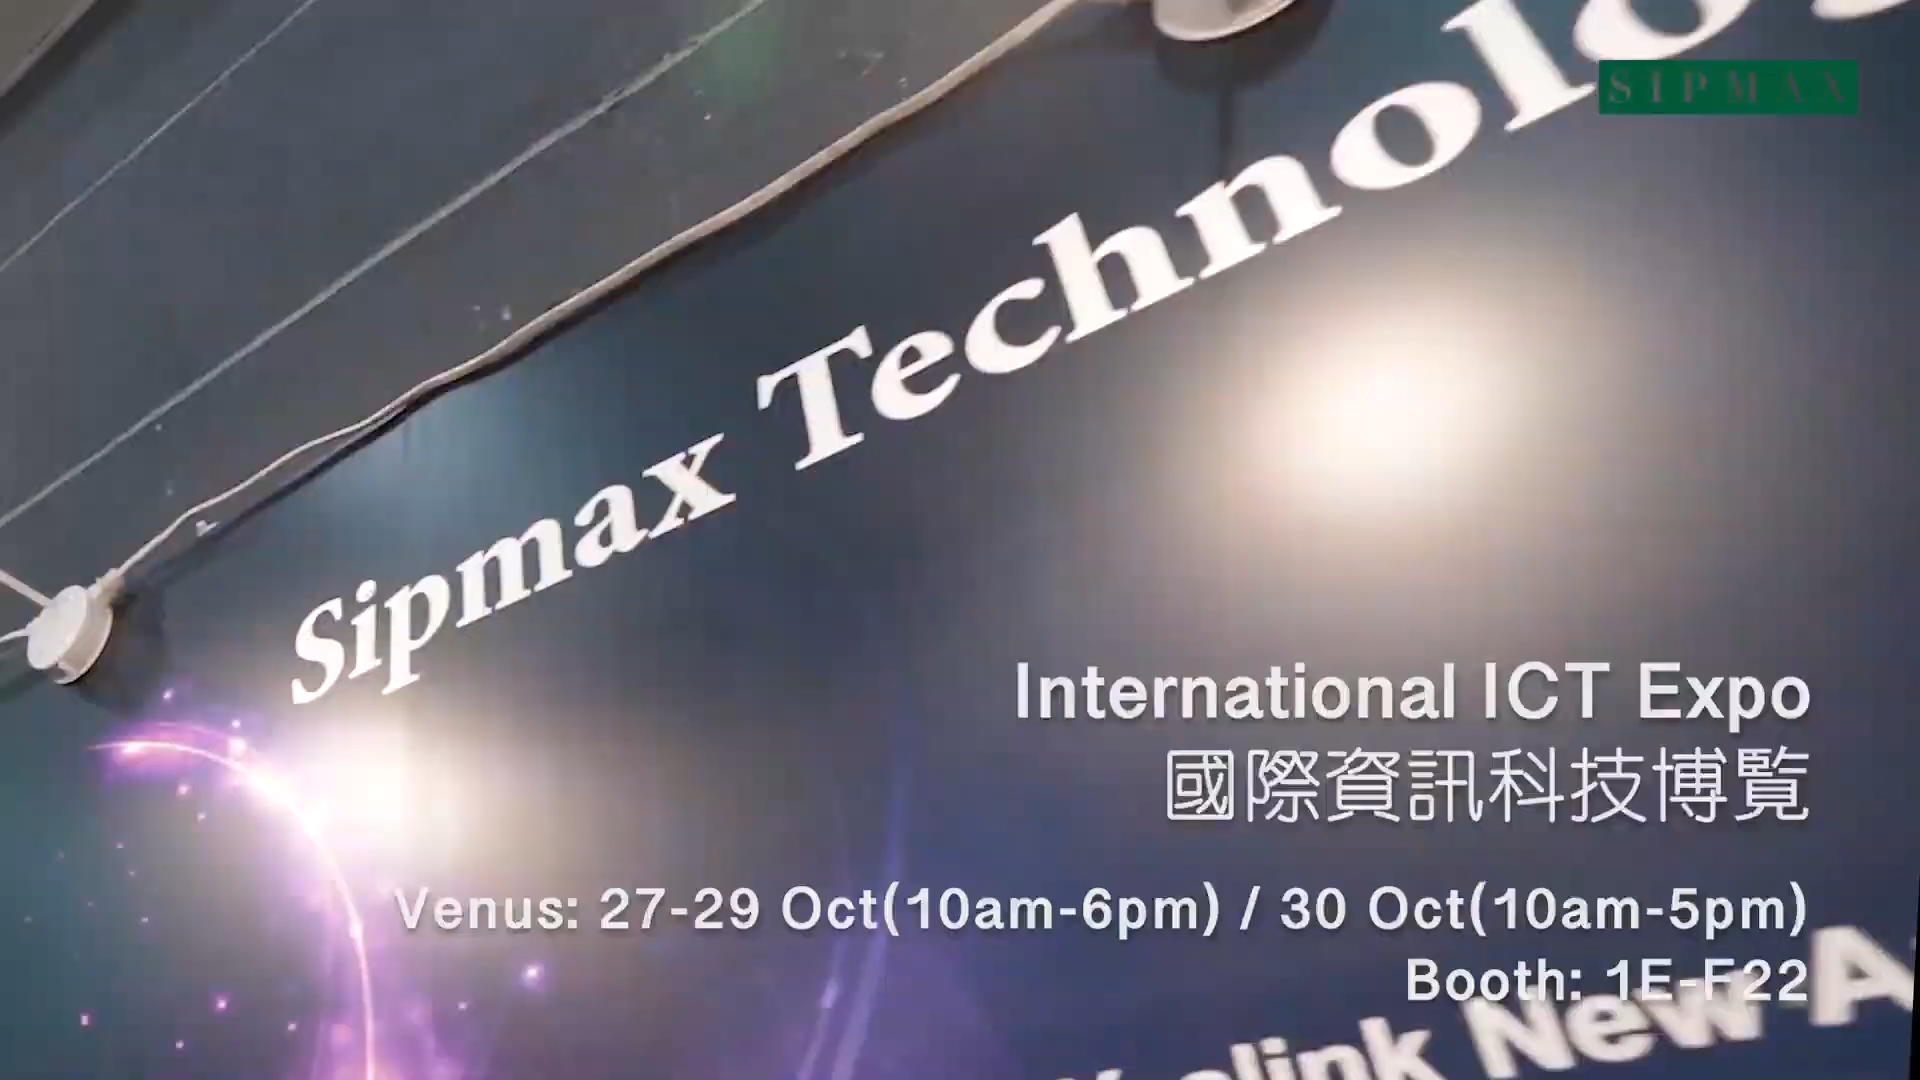 SIPMAX
Sipmax Technolo
International ICT Expo
國際資訊科技博覧
Venus: 27-29 Oct(10am-6pm) / 30 Oct(10am-5pm)
Booth: 1E-F22
New